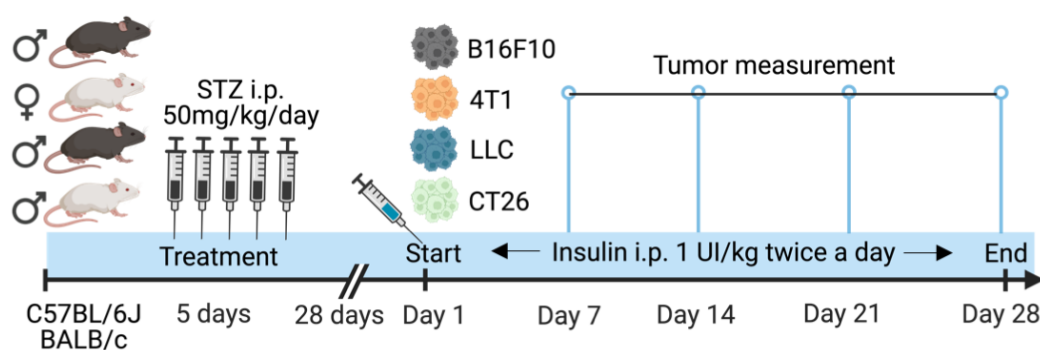 ♂
♀
♂
♂
STZ i.p.
50mg/kg/day
B16F10
4T1
LLC
CT26
Tumor measurement
Treatment
Start
Insulin i.p. 1 UI/kg twice a day
End
C57BL/6J
BALB/c
5 days
28 days
Day 1
Day 7
Day 14
Day 21
Day 28